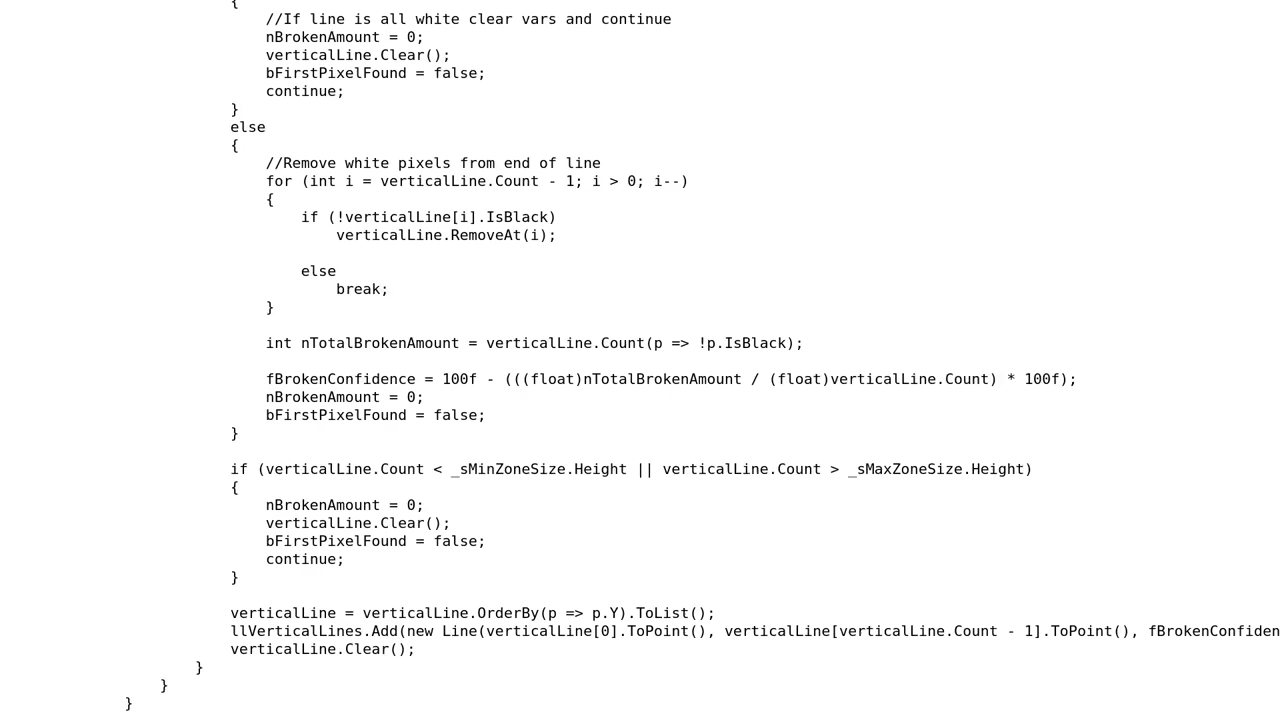 {
//If line is all white clear vars and continue
nBrokenAmount = 0;
verticalLine.Clear();
bFirstPixelFound = false;
continue;
}
else
{
//Remove white pixels from end of line
for (int i = verticalLine.Count - 1; i > 0; i--)
{
if (!verticalLine[i].IsBlack)
verticalLine.RemoveAt(i);
else
break;
}
int nTotalBrokenAmount = verticalLine.Count(p => !p.IsBlack);
fBrokenConfidence = 100f - (((float)nTotalBrokenAmount / (float)verticalLine.Count) * 100f);
nBrokenAmount = 0;
bFirstPixelFound = false;
}
if (verticalLine.Count < _sMinZoneSize.Height || verticalLine.Count > _sMaxZoneSize.Height)
{
nBrokenAmount = 0;
verticalLine.Clear();
bFirstPixelFound = false;
continue;
}
verticalLine = verticalLine.OrderBy(p => p.Y).ToList();
llVerticalLines.Add(new Line(verticalLine[0].ToPoint(), verticalLine[verticalLine.Count - 1].ToPoint(), fBrokenConfiden
verticalLine.Clear();
}
}
}